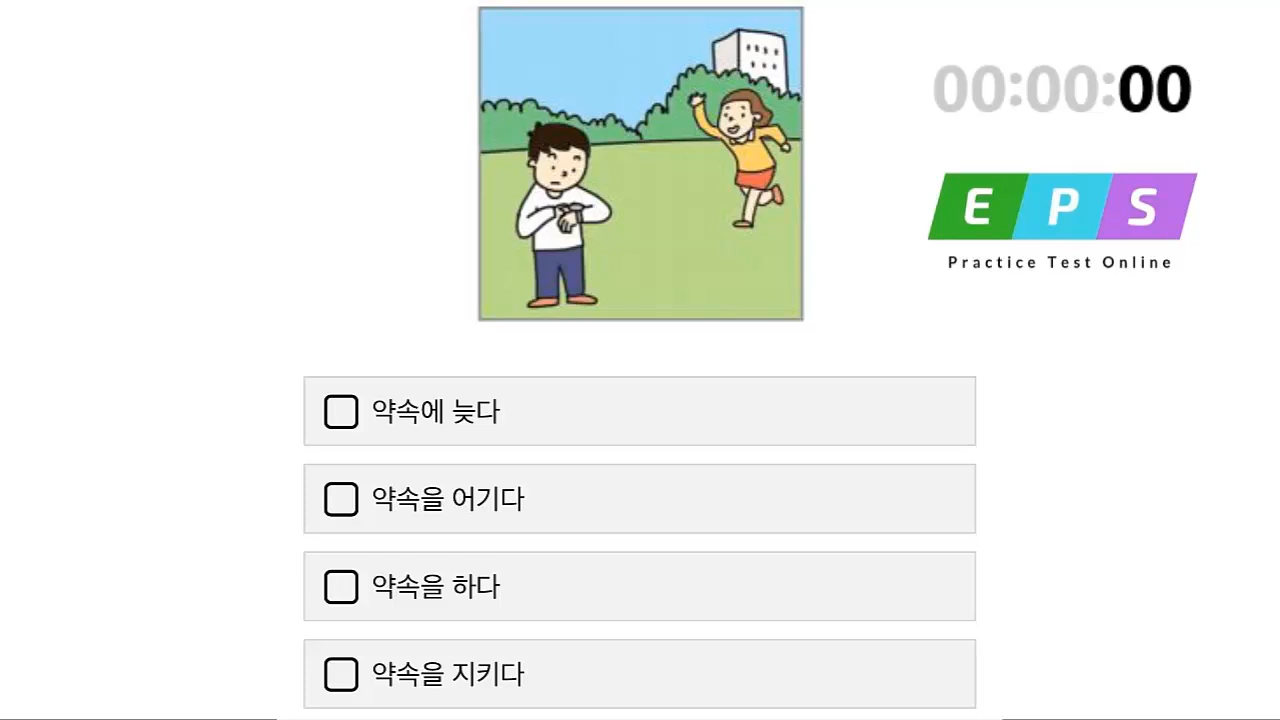 00:00:00
E P S
Practice Test Online
약속에 늦다
약속을 어기다
약속을 하다
약속을 지키다